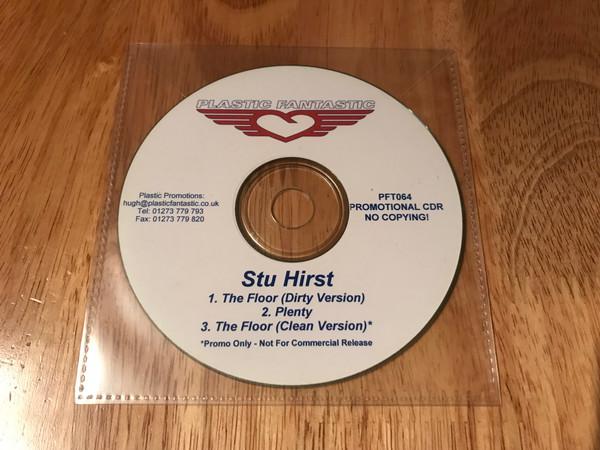 PLASTIC FANTASTIC
Plastic Promotions:
hugh@plasticfantastic.co.uk
Tel: 01273 779 793
Fax: 01273 779 820
PFT064
PROMOTIONAL CDR
NO COPYING!
Stu Hirst
1. The Floor (Dirty Version)
2. Plenty
3. The Floor (Clean Version)*
*Promo Only - Not For Commercial Release